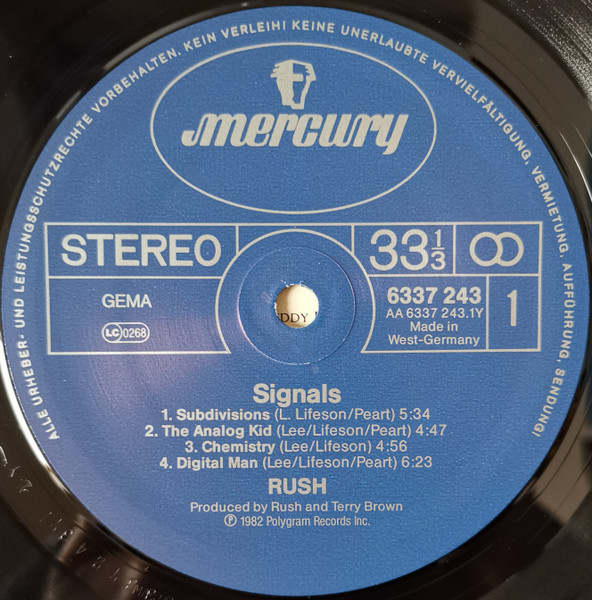 ALLE URHEBER- UND LEISTUNGSSCHUTZRECHTE VORBEHALTEN. KEIN VERLEIH! KEINE UNERLAUBTE VERVIELFÄLTIGUNG, VERMIETUNG, AUFFÜHRUNG, SENDUNG!
mercury
STEREO
33 1/3
GEMA
LC 0268
6337 243
AA 6337 243.1Y
Made in
West-Germany
1
DDY
Signals
1. Subdivisions (L. Lifeson/Peart) 5:34
2. The Analog Kid (Lee/Lifeson/Peart) 4:47
3. Chemistry (Lee/Lifeson) 4:56
4. Digital Man (Lee/Lifeson/Peart) 6:23
RUSH
Produced by Rush and Terry Brown
℗ 1982 Polygram Records Inc.